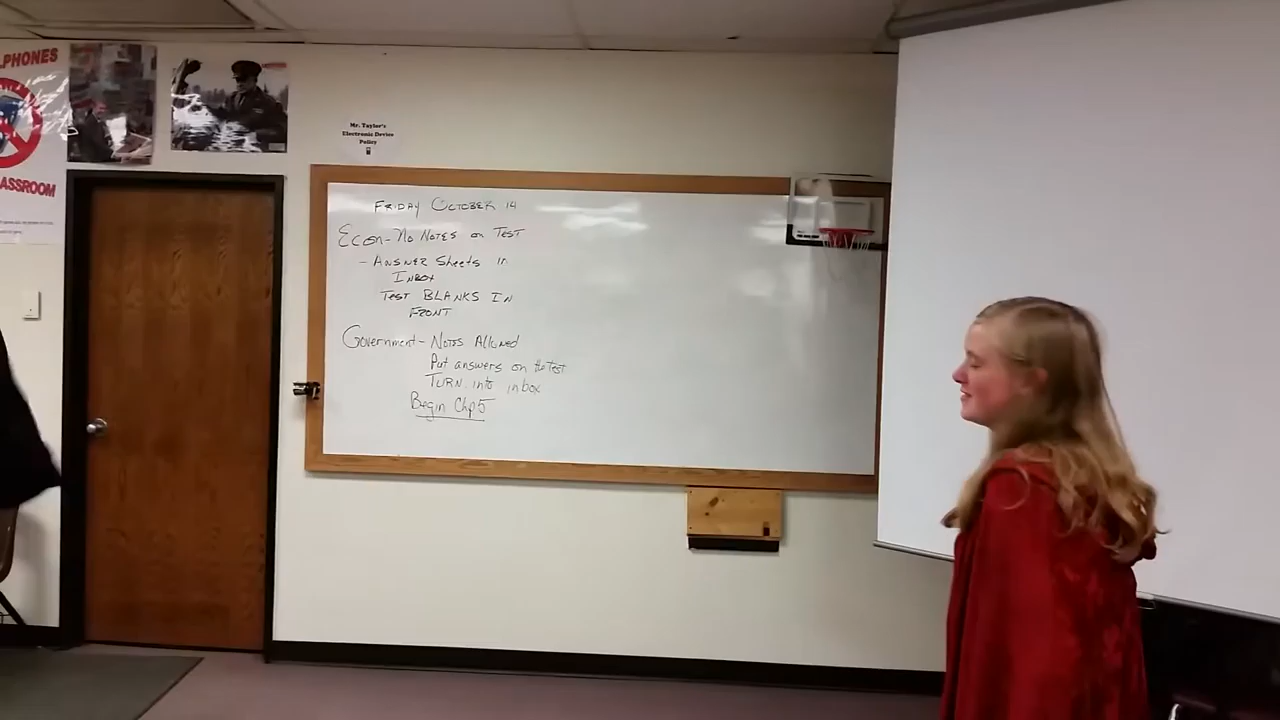 LPHONES
ASSROOM
Mr. Taylor's
Electronic Device
Policy
FRIDAY OCTOBER 14
ECON - NO NOTES on TEST
- ANSWER Sheets in
INBOX
TEST BLANKS IN
FRONT
Government - NOTES Allowed
Put answers on the test
TURN into inbox
Begin Chp 5